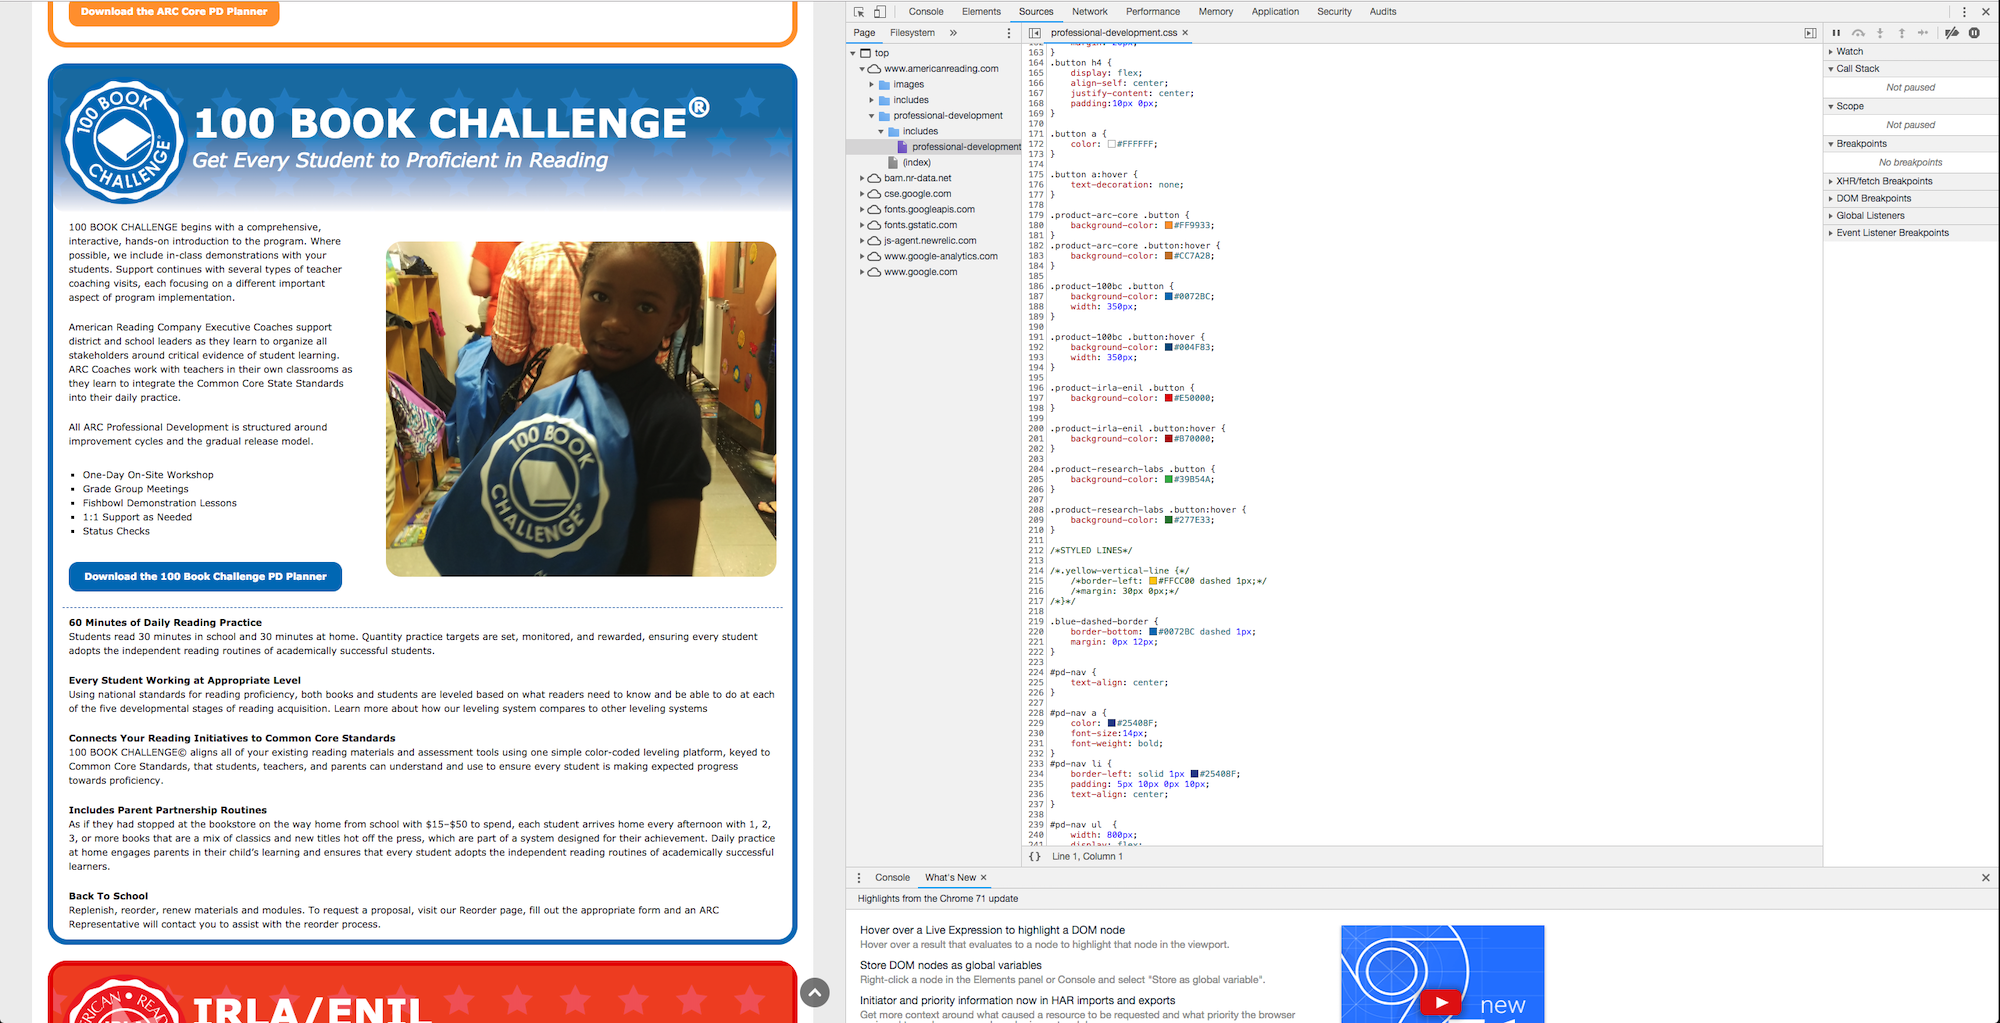 Download the ARC Core PD Planner
100 BOOK CHALLENGE
100 BOOK CHALLENGE®
Get Every Student to Proficient in Reading
100 BOOK CHALLENGE begins with a comprehensive,
interactive, hands-on introduction to the program. Where
possible, we include in-class demonstrations with your
students. Support continues with several types of teacher
coaching visits, each focusing on a different important
aspect of program implementation.
American Reading Company Executive Coaches support
district and school leaders as they learn to organize all
stakeholders around critical evidence of student learning.
ARC Coaches work with teachers in their own classrooms as
they learn to integrate the Common Core State Standards
into their daily practice.
All ARC Professional Development is structured around
improvement cycles and the gradual release model.
▪ One-Day On-Site Workshop
▪ Grade Group Meetings
▪ Fishbowl Demonstration Lessons
▪ 1:1 Support as Needed
▪ Status Checks
100 BOOK
CHALLENGE
Download the 100 Book Challenge PD Planner
60 Minutes of Daily Reading Practice
Students read 30 minutes in school and 30 minutes at home. Quantity practice targets are set, monitored, and rewarded, ensuring every student
adopts the independent reading routines of academically successful students.
Every Student Working at Appropriate Level
Using national standards for reading proficiency, both books and students are leveled based on what readers need to know and be able to do at each
of the five developmental stages of reading acquisition. Learn more about how our leveling system compares to other leveling systems
Connects Your Reading Initiatives to Common Core Standards
100 BOOK CHALLENGE© aligns all of your existing reading materials and assessment tools using one simple color-coded leveling platform, keyed to
Common Core Standards, that students, teachers, and parents can understand and use to ensure every student is making expected progress
towards proficiency.
Includes Parent Partnership Routines
As if they had stopped at the bookstore on the way home from school with $15–$50 to spend, each student arrives home every afternoon with 1, 2,
3, or more books that are a mix of classics and new titles hot off the press, which are part of a system designed for their achievement. Daily practice
at home engages parents in their child's learning and ensures that every student adopts the independent reading routines of academically successful
learners.
Back To School
Replenish, reorder, renew materials and modules. To request a proposal, visit our Reorder page, fill out the appropriate form and an ARC
Representative will contact you to assist with the reorder process.
IRLA/ENIL
Console Elements Sources Network Performance Memory Application Security Audits
Page Filesystem »
top
www.americanreading.com
images
includes
professional-development
includes
professional-development
(index)
bam.nr-data.net
cse.google.com
fonts.googleapis.com
fonts.gstatic.com
js-agent.newrelic.com
www.google-analytics.com
www.google.com
professional-development.css ×
162 margin: 20px;
163 }
164 .button h4 {
165 display: flex;
166 align-self: center;
167 justify-content: center;
168 padding:10px 0px;
169 }
170
171 .button a {
172 color: #FFFFFF;
173 }
174
175 .button a:hover {
176 text-decoration: none;
177 }
178
179 .product-arc-core .button {
180 background-color: #FF9933;
181 }
182 .product-arc-core .button:hover {
183 background-color: #CC7A28;
184 }
185
186 .product-100bc .button {
187 background-color: #0072BC;
188 width: 350px;
189 }
190
191 .product-100bc .button:hover {
192 background-color: #004F83;
193 width: 350px;
194 }
195
196 .product-irla-enil .button {
197 background-color: #E50000;
198 }
199
200 .product-irla-enil .button:hover {
201 background-color: #B70000;
202 }
203
204 .product-research-labs .button {
205 background-color: #39B54A;
206 }
207
208 .product-research-labs .button:hover {
209 background-color: #277E33;
210 }
211
212 /*STYLED LINES*/
213
214 /*.yellow-vertical-line {*/
215 /*border-left: #FFCC00 dashed 1px;*/
216 /*margin: 30px 0px;*/
217 /*}*/
218
219 .blue-dashed-border {
220 border-bottom: #0072BC dashed 1px;
221 margin: 0px 12px;
222 }
223
224 #pd-nav {
225 text-align: center;
226 }
227
228 #pd-nav a {
229 color: #25408F;
230 font-size:14px;
231 font-weight: bold;
232 }
233 #pd-nav li {
234 border-left: solid 1px #25408F;
235 padding: 5px 10px 0px 10px;
236 text-align: center;
237 }
238
239 #pd-nav ul {
240 width: 800px;
241 display: flex;
{} Line 1, Column 1
Watch
Call Stack
Not paused
Scope
Not paused
Breakpoints
No breakpoints
XHR/fetch Breakpoints
DOM Breakpoints
Global Listeners
Event Listener Breakpoints
Console What's New ×
Highlights from the Chrome 71 update
Hover over a Live Expression to highlight a DOM node
Hover over a result that evaluates to a node to highlight that node in the viewport.
Store DOM nodes as global variables
Right-click a node in the Elements panel or Console and select "Store as global variable".
Initiator and priority information now in HAR imports and exports
Get more context around what caused a resource to be requested and what priority the browser
new